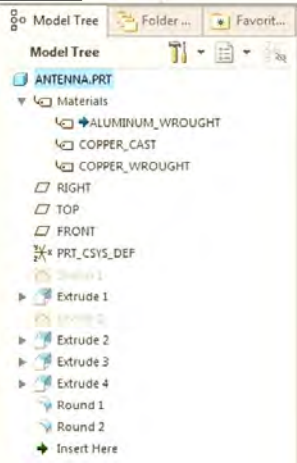 Model Tree Folder ... Favorit...
Model Tree
ANTENNA.PRT
Materials
ALUMINUM_WROUGHT
COPPER_CAST
COPPER_WROUGHT
RIGHT
TOP
FRONT
PRT_CSYS_DEF
Extrude 1
Extrude 2
Extrude 3
Extrude 4
Round 1
Round 2
Insert Here